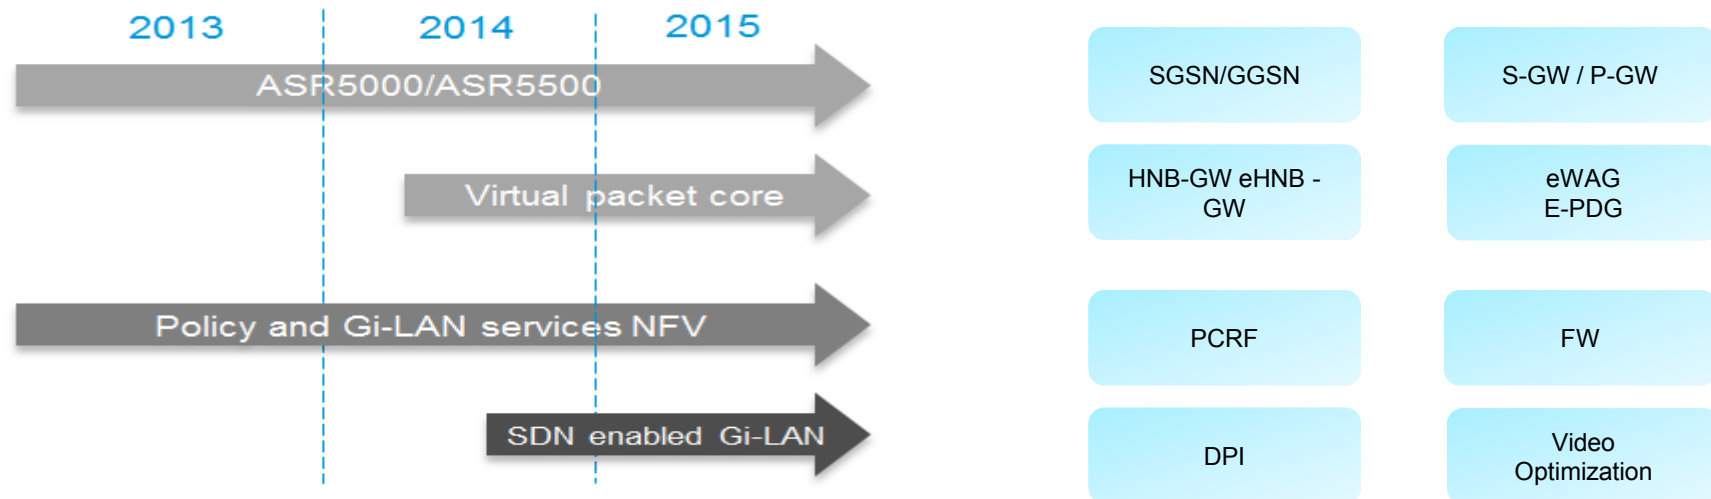 2013
2014
2015
ASR5000/ASR5500
Virtual packet core
Policy and Gi-LAN services NFV
SDN enabled Gi-LAN
SGSN/GGSN
S-GW / P-GW
HNB-GW eHNB -
GW
eWAG
E-PDG
PCRF
FW
DPI
Video
Optimization